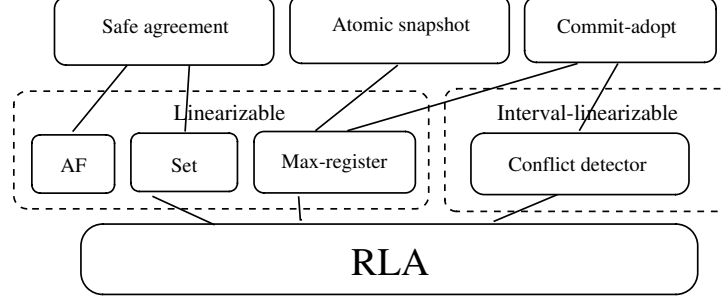 Safe agreement
Atomic snapshot
Commit-adopt
Linearizable
Interval-linearizable
AF
Set
Max-register
Conflict detector
RLA